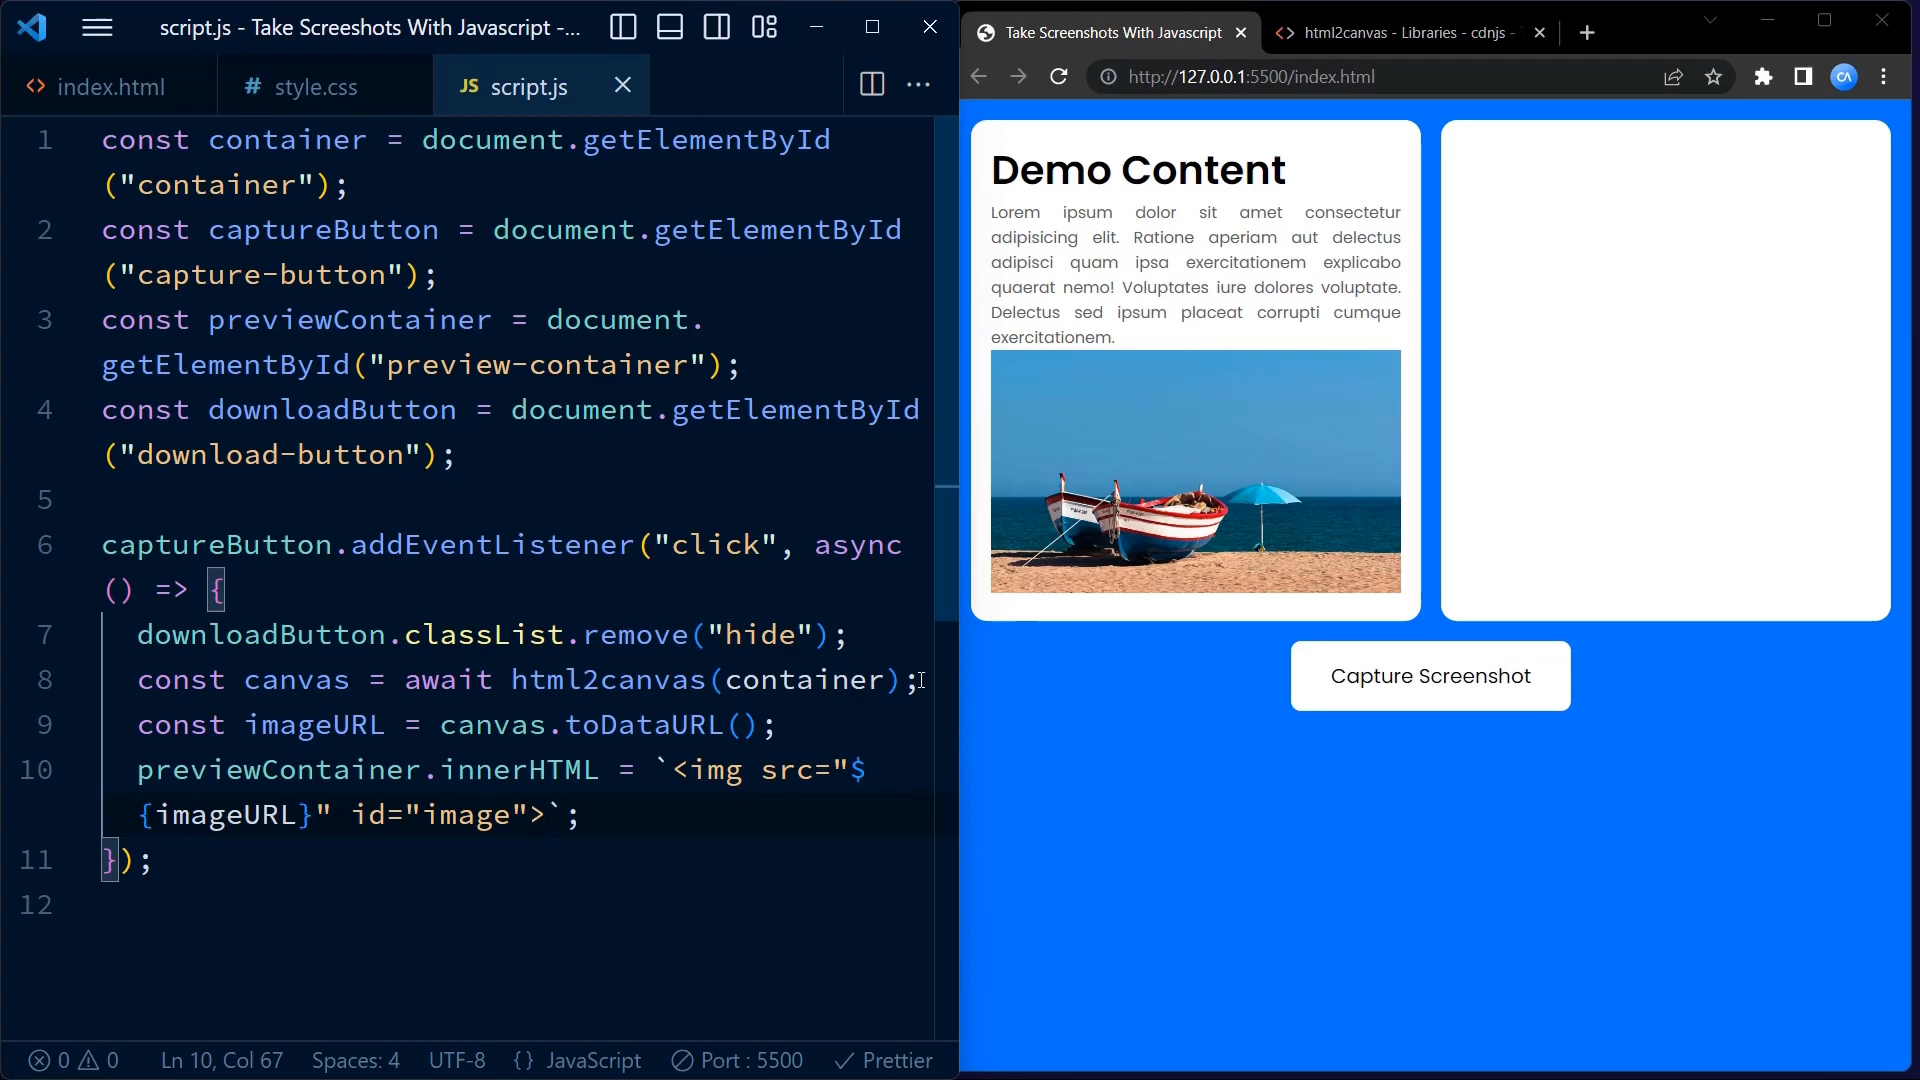 script.js - Take Screeshots With Javascript -...
index.html
# style.css
JS script.js
1 const container = document.getElementById
("container");
2 const captureButton = document.getElementById
("capture-button");
3 const previewContainer = document.
getElementById("preview-container");
4 const downloadButton = document.getElementById
("download-button");
5
6 captureButton.addEventListener("click", async
() => {
7 downloadButton.classList.remove("hide");
8 const canvas = await html2canvas(container);
9 const imageURL = canvas.toDataURL();
10 previewContainer.innerHTML = `<img src="$
{imageURL}" id="image">`;
11 });
12
0 0 Ln 10, Col 67 Spaces: 4 UTF-8 {} JavaScript Port : 5500 Prettier
Take Screenshots With Javascript
html2canvas - Libraries - cdnjs -
http://127.0.0.1:5500/index.html
CA
Demo Content
Lorem ipsum dolor sit amet consectetur
adipisicing elit. Ratione aperiam aut delectus
adipisci quam ipsa exercitationem explicabo
quaerat nemo! Voluptates iure dolores voluptate.
Delectus sed ipsum placeat corrupti cumque
exercitationem.
Capture Screenshot